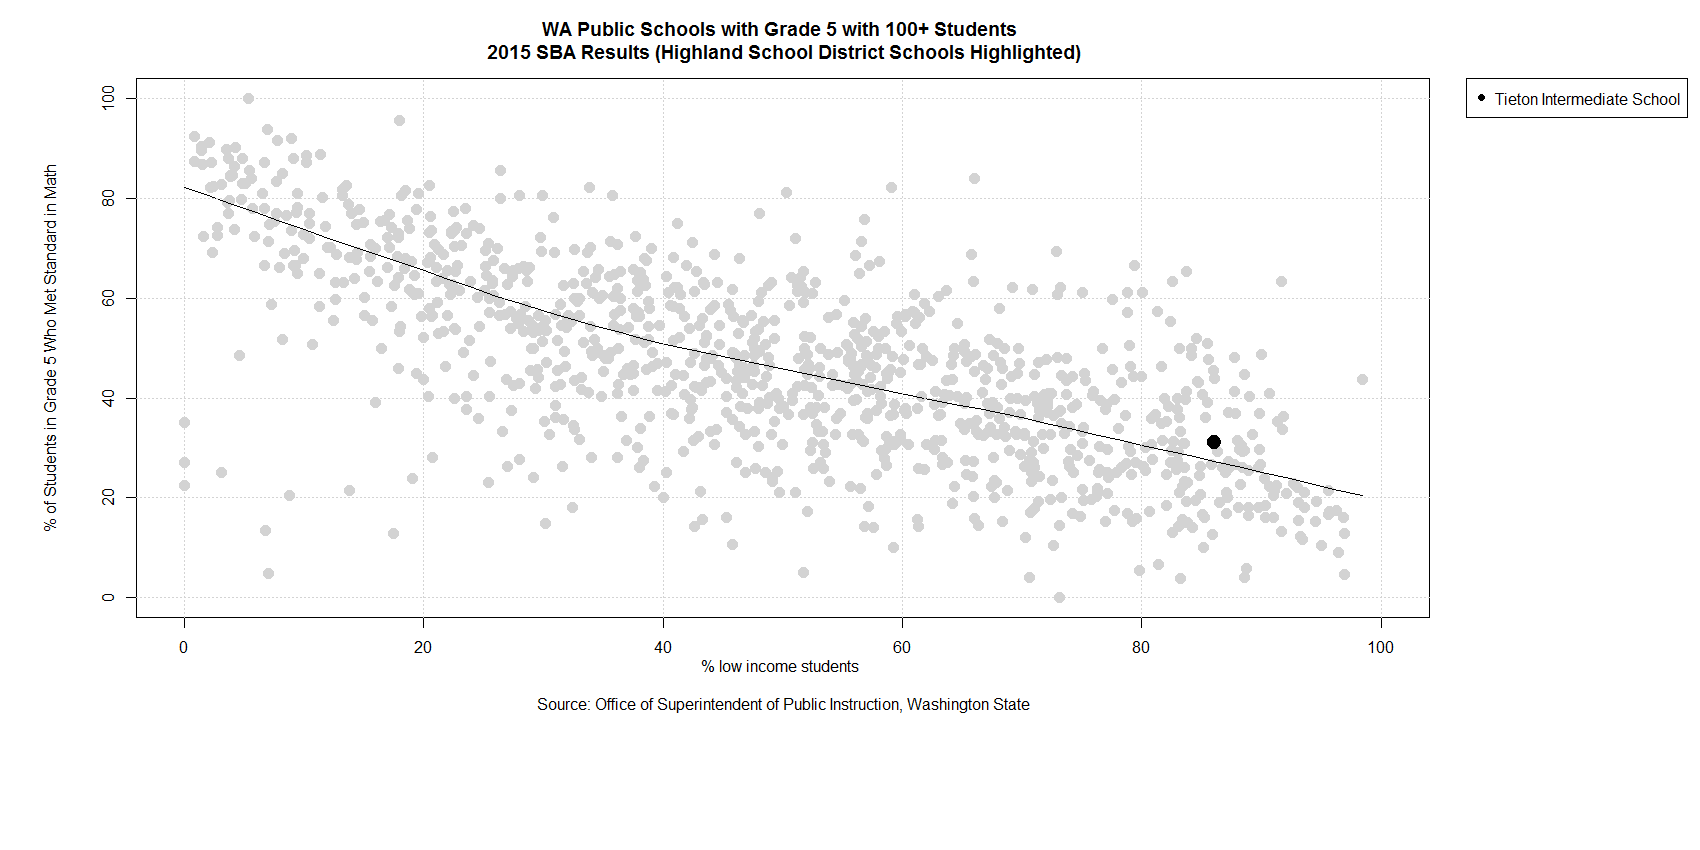 WA Public Schools with Grade 5 with 100+ Students
2015 SBA Results (Highland School District Schools Highlighted)
Tieton Intermediate School
% of Students in Grade 5 Who Met Standard in Math
100
80
60
40
20
0
0 20 40 60 80 100
% low income students
Source: Office of Superintendent of Public Instruction, Washington State